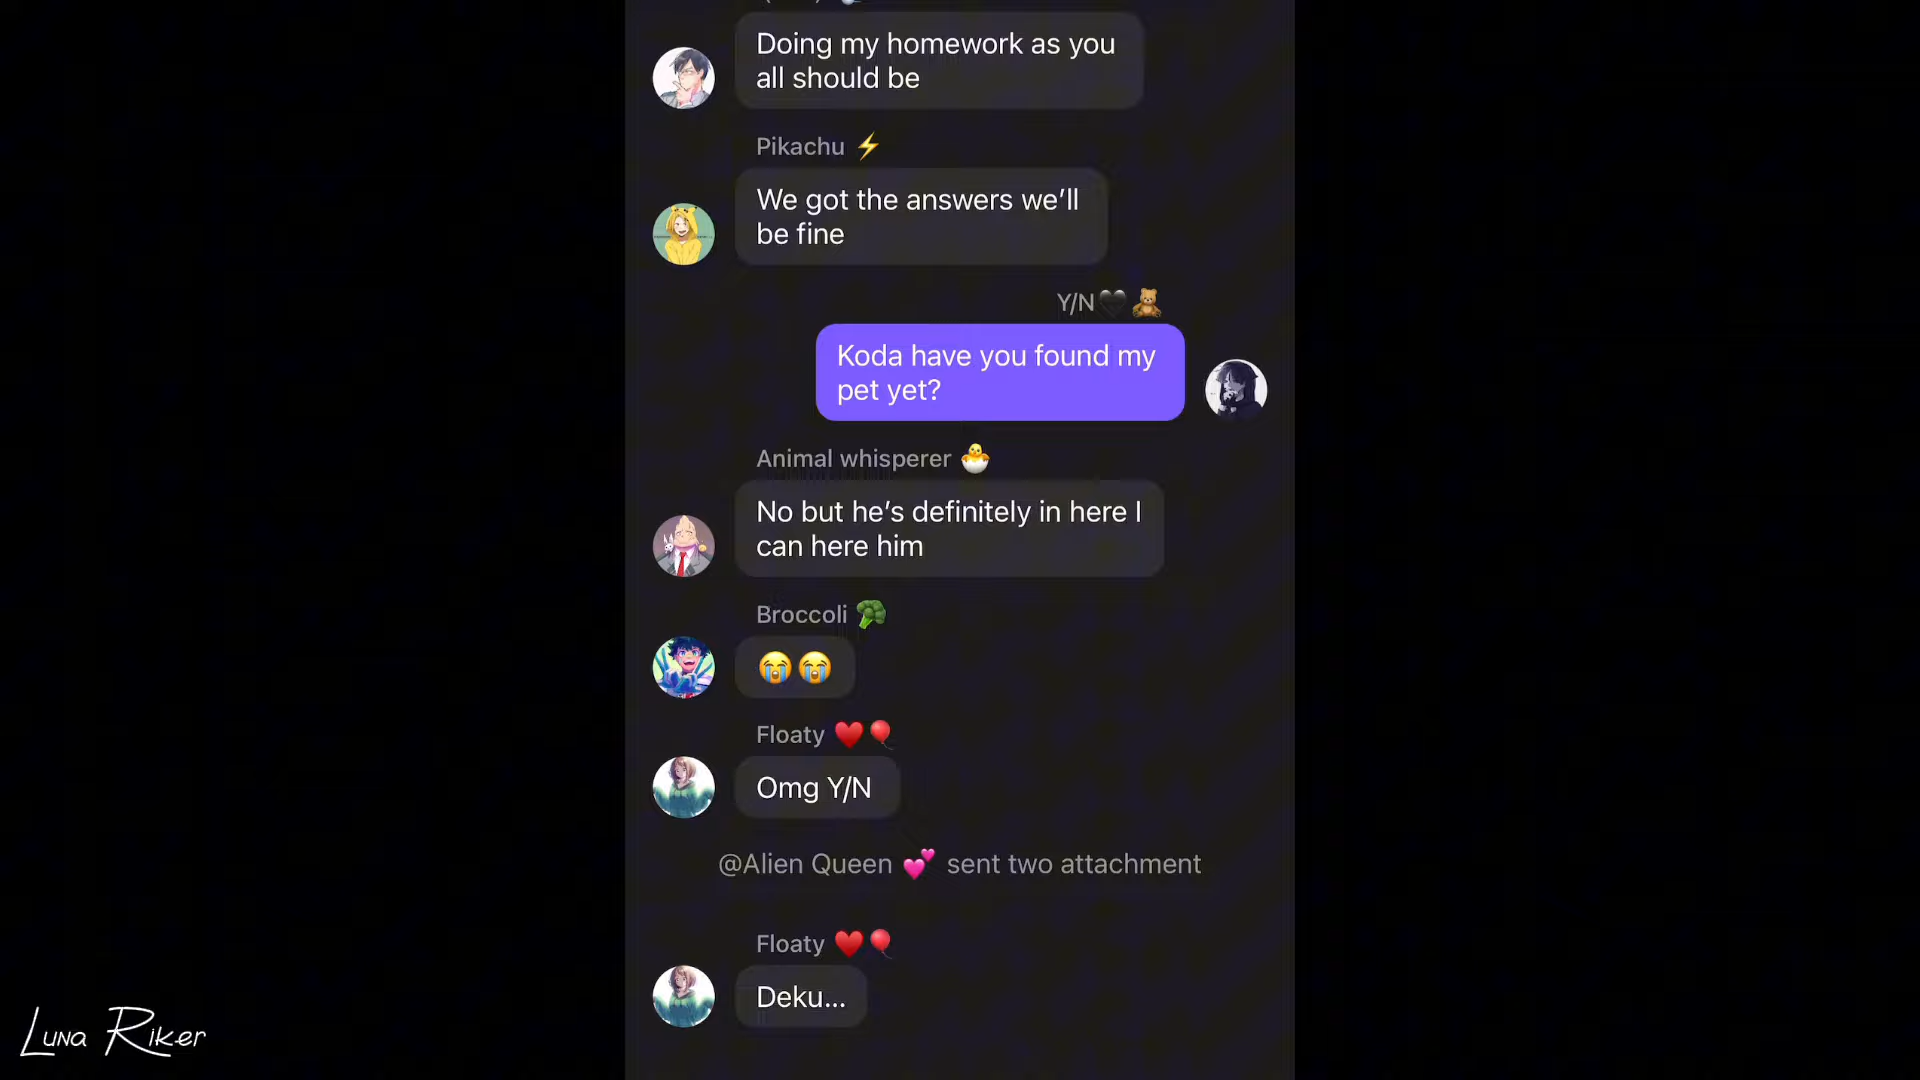 Doing my homework as you
all should be
Pikachu ⚡
We got the answers we’ll
be fine
Y/N🖤🧸
Koda have you found my
pet yet?
Animal whisperer 🐣
No but he’s definitely in here I
can here him
Broccoli 🥦
😭😭
Floaty ❤️🎈
Omg Y/N
@Alien Queen 💕 sent two attachment
Floaty ❤️🎈
Deku...
Luna Riker